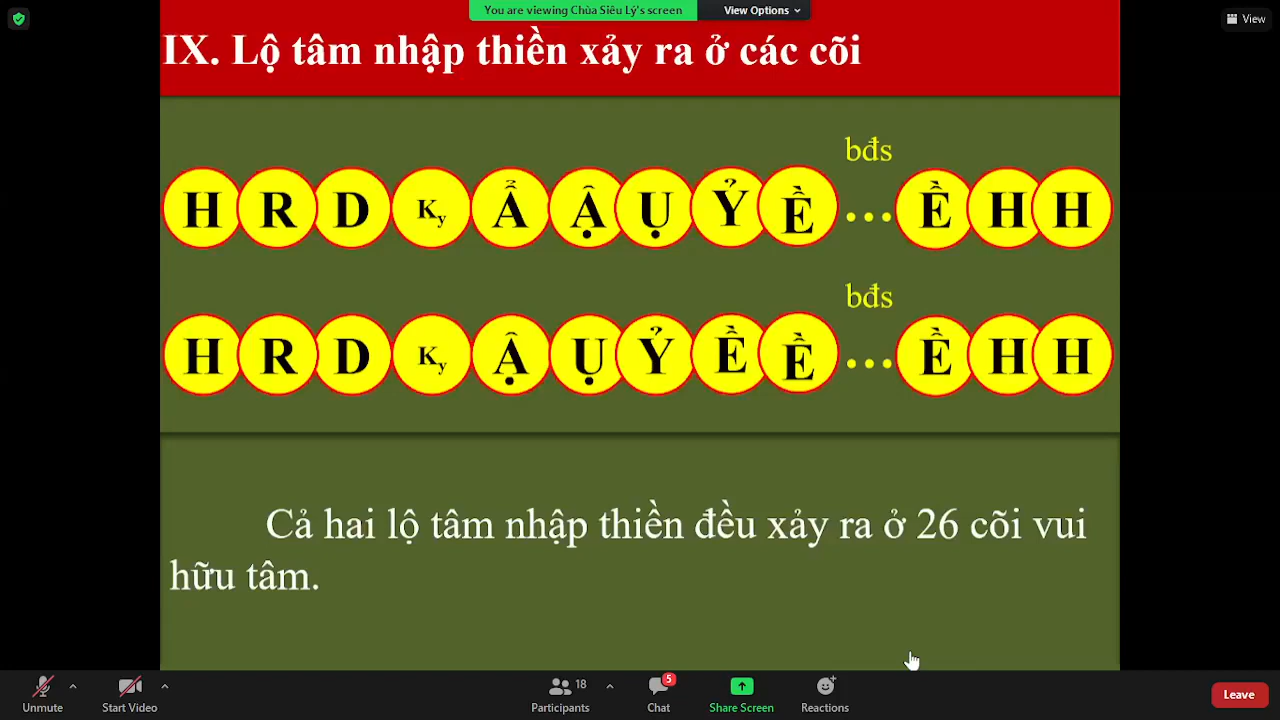 You are viewing Chùa Siêu Lý's screen
View Options
View
IX. Lộ tâm nhập thiền xảy ra ở các cõi
bđs
H R D Ky Ẩ Ậ Ụ Ỷ Ề ... Ề H H
bđs
H R D Ky Ậ Ụ Ỷ Ề Ề ... Ề H H
Cả hai lộ tâm nhập thiền đều xảy ra ở 26 cõi vui
hữu tâm.
Unmute
Start Video
18
Participants
5
Chat
Share Screen
Reactions
Leave